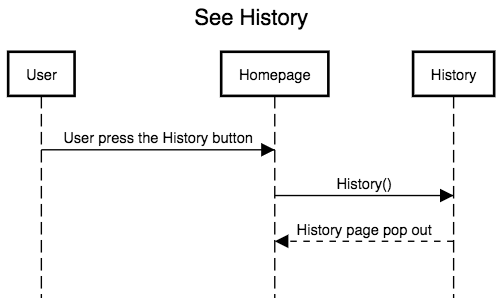 See History
User
Homepage
History
User press the History button
History()
History page pop out